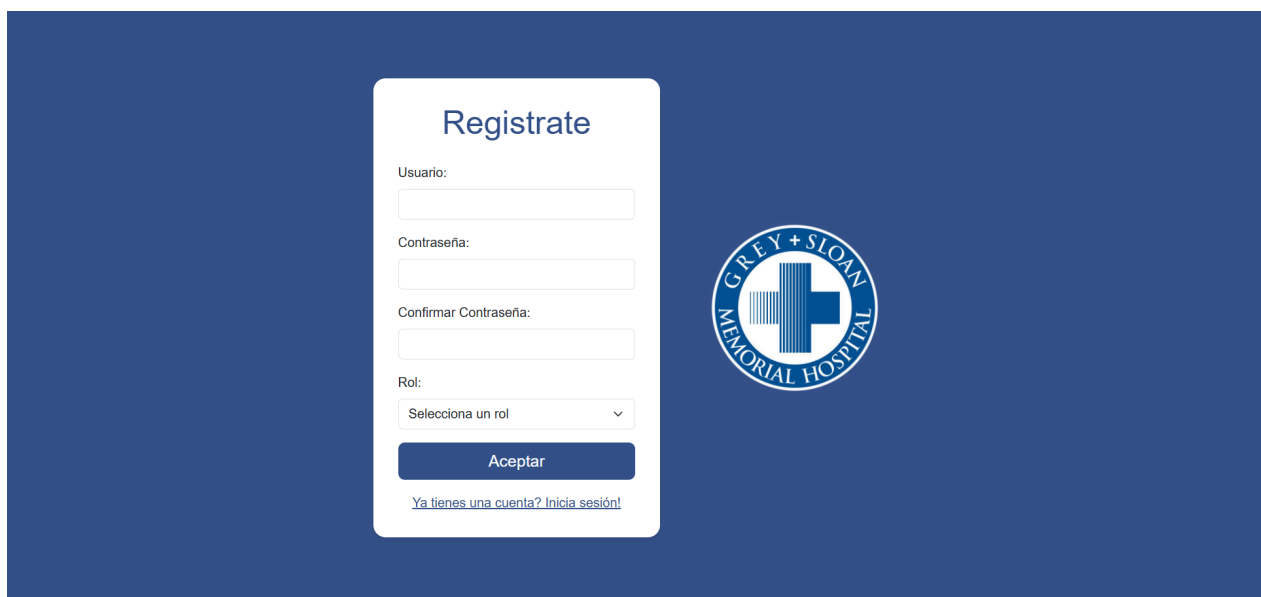 Registrate
Usuario:
Contraseña:
Confirmar Contraseña:
Rol:
Selecciona un rol
Aceptar
Ya tienes una cuenta? Inicia sesión!
GREY + SLOAN
MEMORIAL HOSPITAL